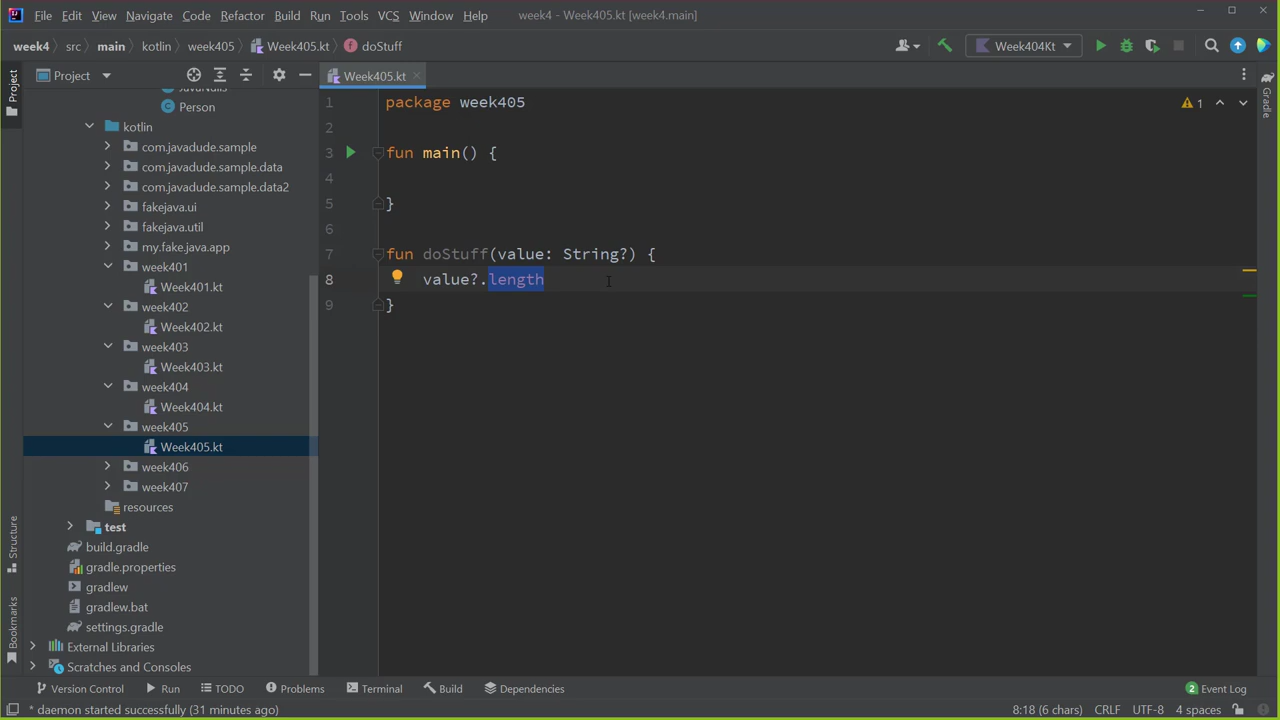 File Edit View Navigate Code Refactor Build Run Tools VCS Window Help week4 - Week405.kt [week4.main]
week4 src main kotlin week405 Week405.kt doStuff Week404Kt
Project
Project
Week405.kt
Person
kotlin
com.javadude.sample
com.javadude.sample.data
com.javadude.sample.data2
fakejava.ui
fakejava.util
my.fake.java.app
week401
Week401.kt
week402
Week402.kt
week403
Week403.kt
week404
Week404.kt
week405
Week405.kt
week406
week407
resources
test
build.gradle
gradle.properties
gradlew
gradlew.bat
settings.gradle
External Libraries
Scratches and Consoles
Structure
Bookmarks
1 package week405
2
3 fun main() {
4
5 }
6
7 fun doStuff(value: String?) {
8 value?.length
9 }
1
Gradle
Version Control Run TODO Problems Terminal Build Dependencies 2 Event Log
* daemon started successfully (31 minutes ago) 8:18 (6 chars) CRLF UTF-8 4 spaces